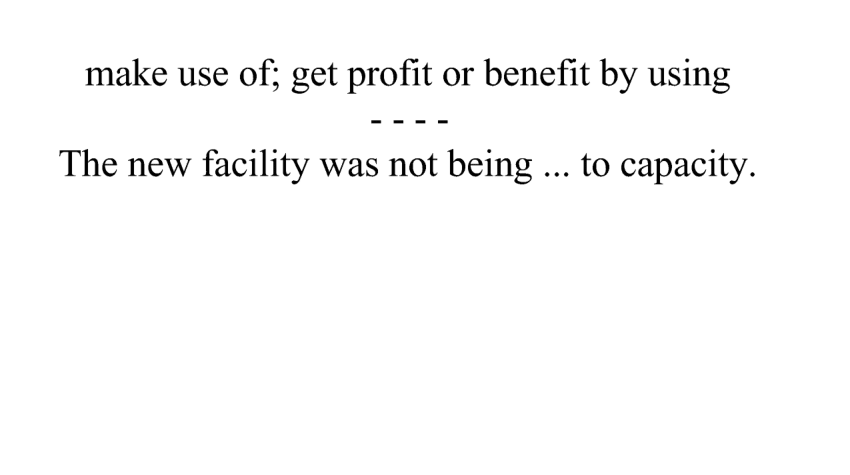 make use of; get profit or benefit by using
- - - -
The new facility was not being ... to capacity.